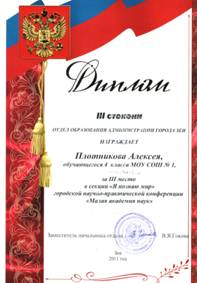 Диплом
III степени
ОТДЕЛ ОБРАЗОВАНИЯ АДМИНИСТРАЦИИ ГОРОДА ЗЕИ
НАГРАЖДАЕТ
Плотникова Алексея,
обучающегося 4 класса МОУ СОШ № 1,
за III место
в секции «Я познаю мир»
городской научно-практической конференции
«Малая академия наук»
Заместитель начальника отдела
Зея
2011 год